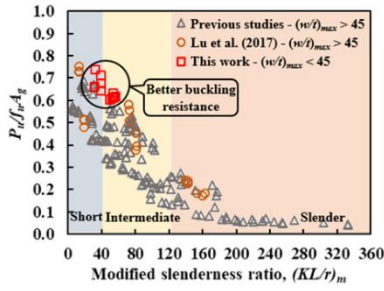 △ Previous studies - (w/t)max > 45
○ Lu et al. (2017) - (w/t)max > 45
□ This work - (w/t)max < 45
Better buckling
resistance
Pu/fuAg
1.0
0.9
0.8
0.7
0.6
0.5
0.4
0.3
0.2
0.1
0.0
Short Intermediate Slender
0 40 80 120 160 200 240 280 320 360
Modified slenderness ratio, (KL/r)m